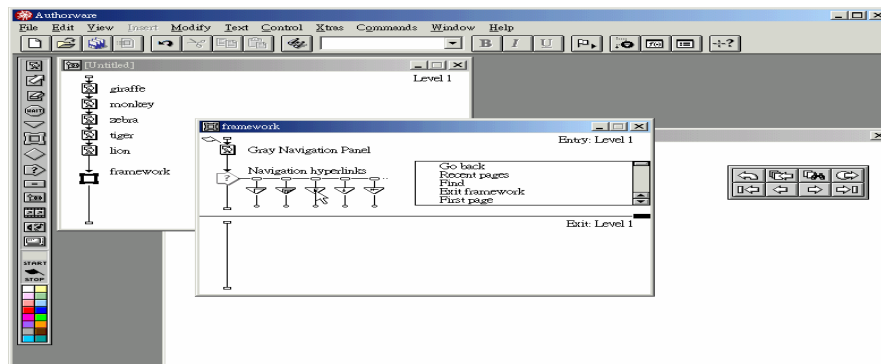 Authorware
File Edit View Insert Modify Text Control Xtras Commands Window Help
B I U
[Untitled]
Level 1
giraffe
monkey
zebra
tiger
lion
framework
framework
Entry: Level 1
Gray Navigation Panel
Navigation hyperlinks
Go back
Recent pages
Find
Exit framework
First page
Exit: Level 1
WAIT
START
STOP